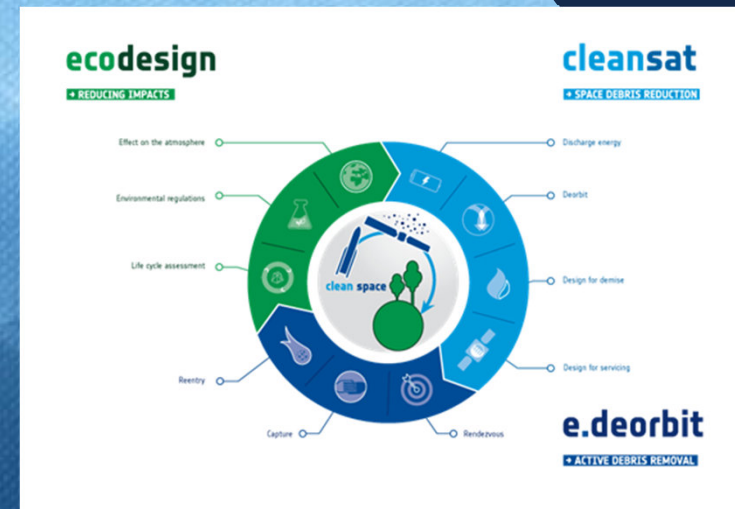 ecodesign
→ REDUCING IMPACTS
cleansat
→ SPACE DEBRIS REDUCTION
Effect on the atmosphere
Environmental regulations
Life cycle assessment
Discharge energy
Deorbit
Design for demise
Design for servicing
clean space
Reentry
Capture
Rendezvous
e.deorbit
→ ACTIVE DEBRIS REMOVAL